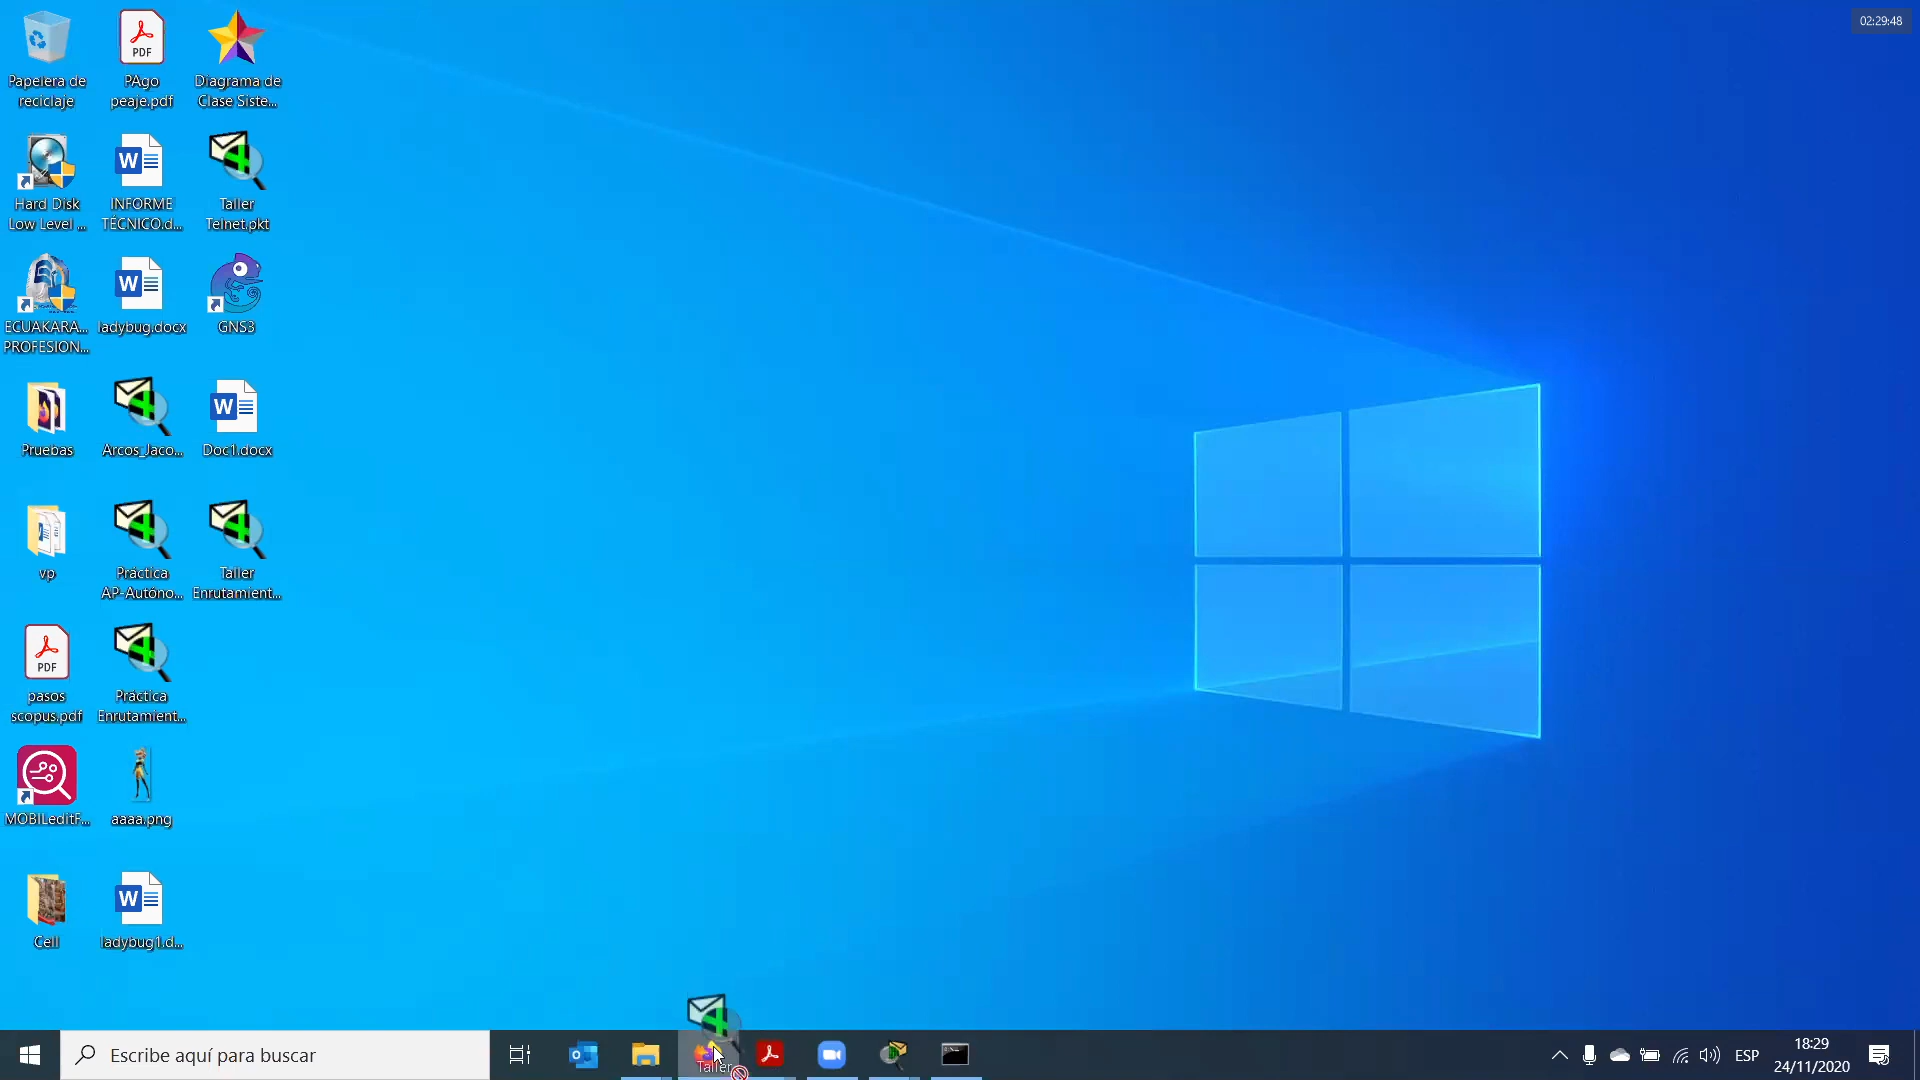 02:29:48
Papelera de
reciclaje
PDF
PAgo
peaje.pdf
Diagrama de
Clase Siste...
Hard Disk
Low Level ...
W
INFORME
TÉCNICO.d...
Taller
Telnet.pkt
ECUAKARA...
PROFESION...
W
ladybug.docx
GNS3
Pruebas
Arcos_Jaco...
W
Doc1.docx
vp
Práctica
AP-Autóno...
Taller
Enrutamient...
PDF
pasos
scopus.pdf
Práctica
Enrutamient...
MOBILeditF...
aaaa.png
Cell
W
ladybug1.d...
Escribe aquí para buscar
Taller
ESP
18:29
24/11/2020